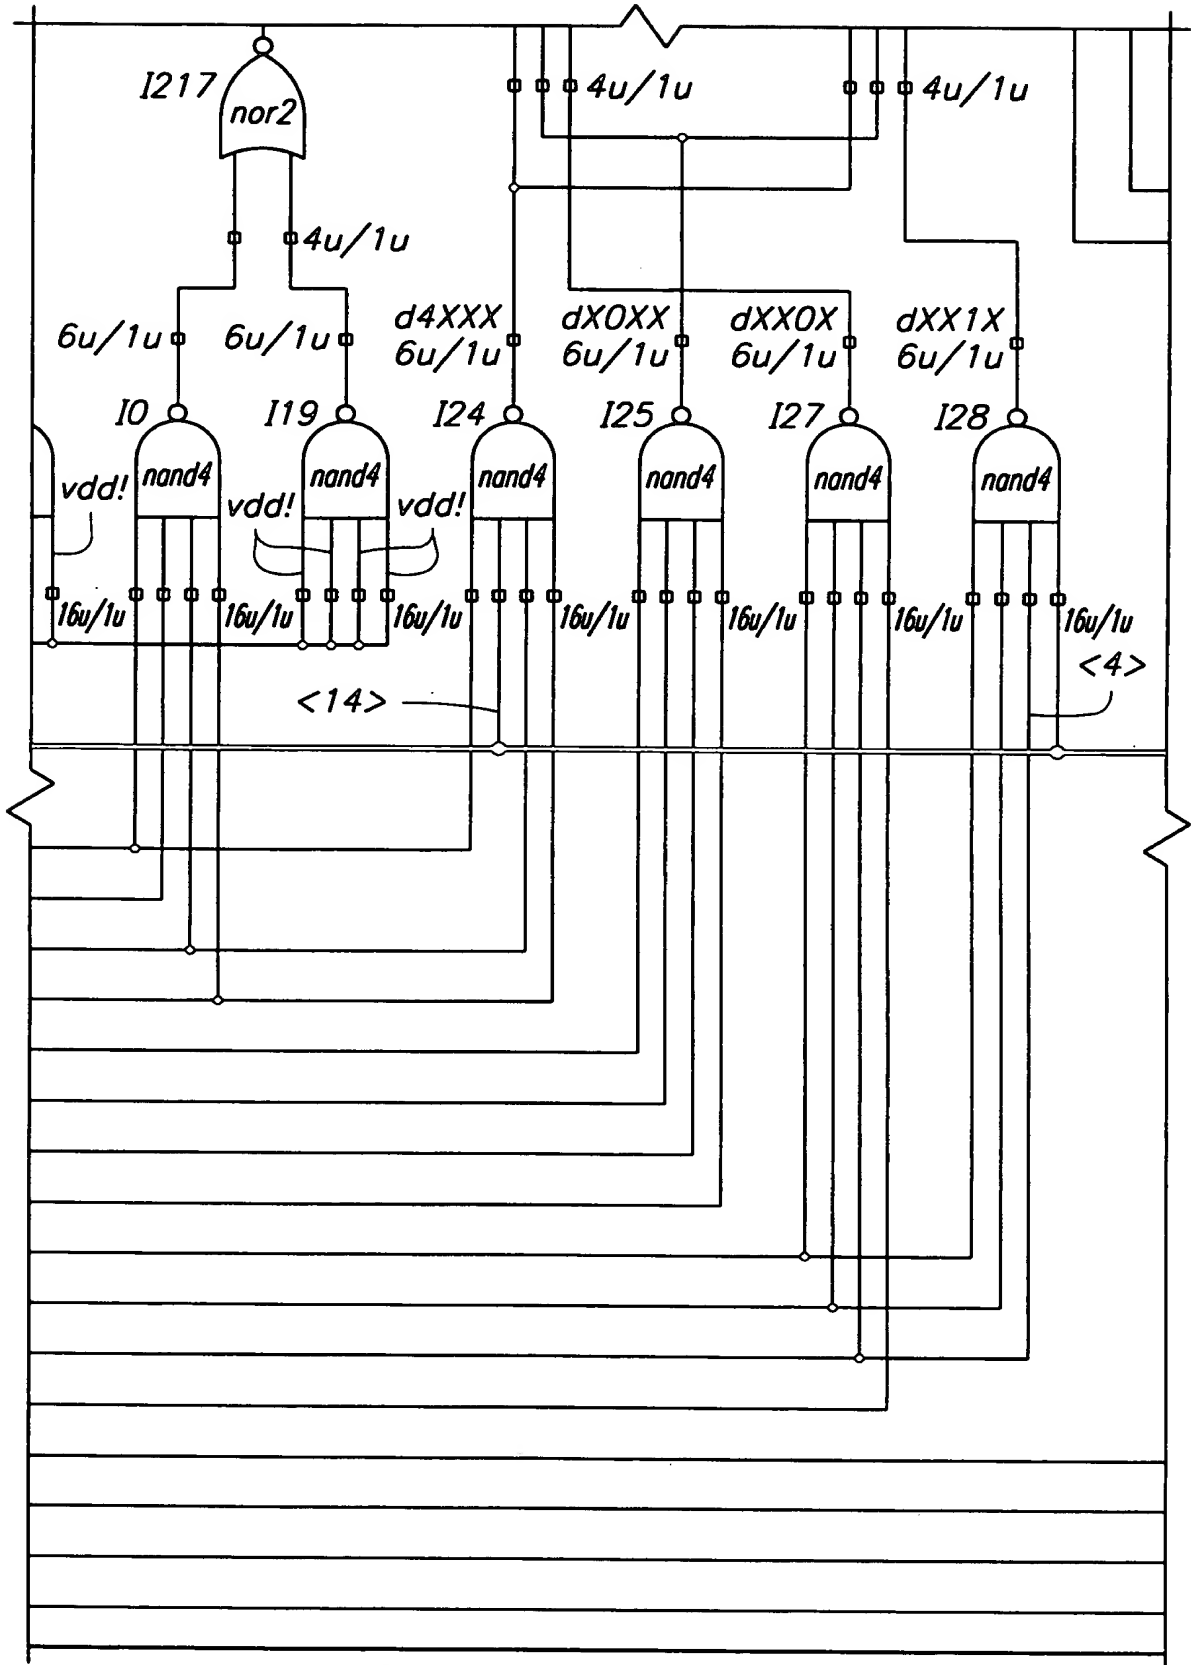 I217
nor2
4u/1u
4u/1u
4u/1u
6u/1u
6u/1u
d4XXX
6u/1u
dX0XX
6u/1u
dXX0X
6u/1u
dXX1X
6u/1u
I0
I19
I24
I25
I27
I28
nand4
nand4
nand4
nand4
nand4
nand4
vdd!
vdd!
vdd!
16u/1u
16u/1u
16u/1u
16u/1u
16u/1u
16u/1u
16u/1u
<14>
<4>